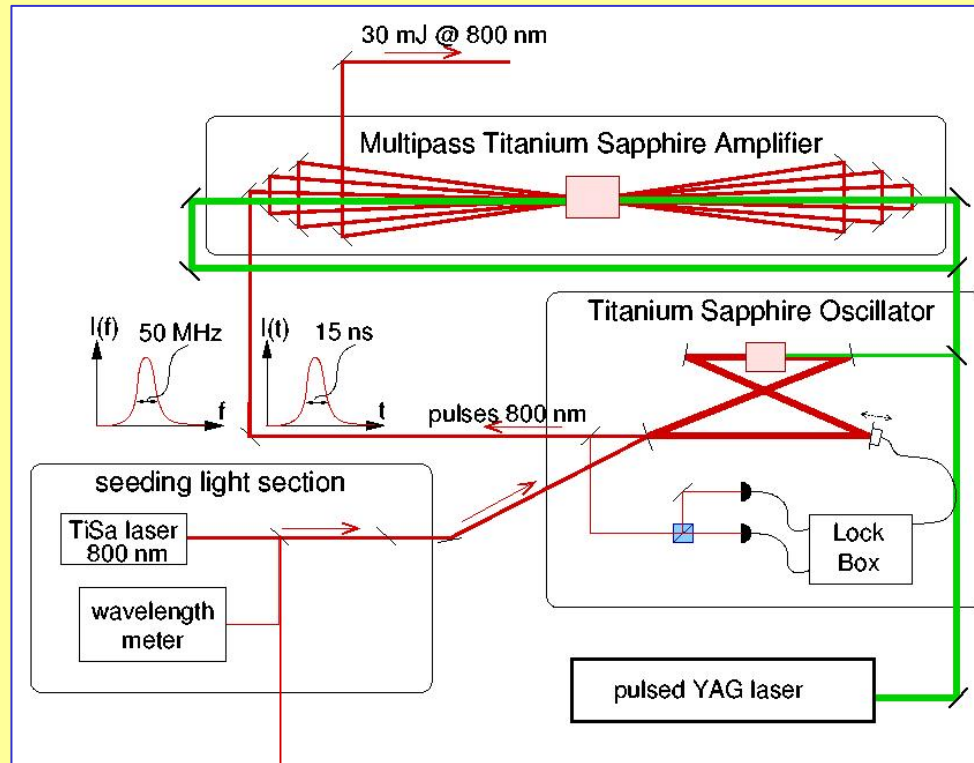 30 mJ @ 800 nm
Multipass Titanium Sapphire Amplifier
Titanium Sapphire Oscillator
I(f)
50 MHz
f
I(t)
15 ns
t
pulses 800 nm
seeding light section
TiSa laser
800 nm
wavelength
meter
Lock
Box
pulsed YAG laser